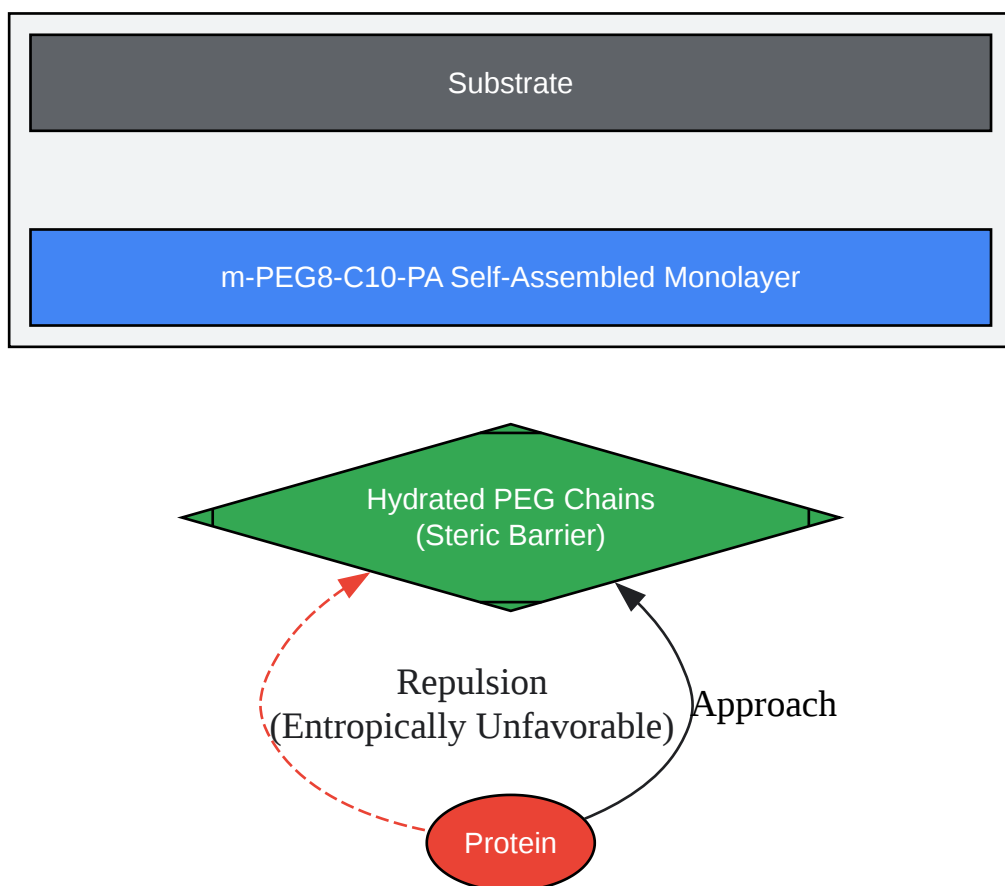 Substrate
m-PEG8-C10-PA Self-Assembled Monolayer
Hydrated PEG Chains
(Steric Barrier)
Repulsion
(Entropically Unfavorable)
Approach
Protein